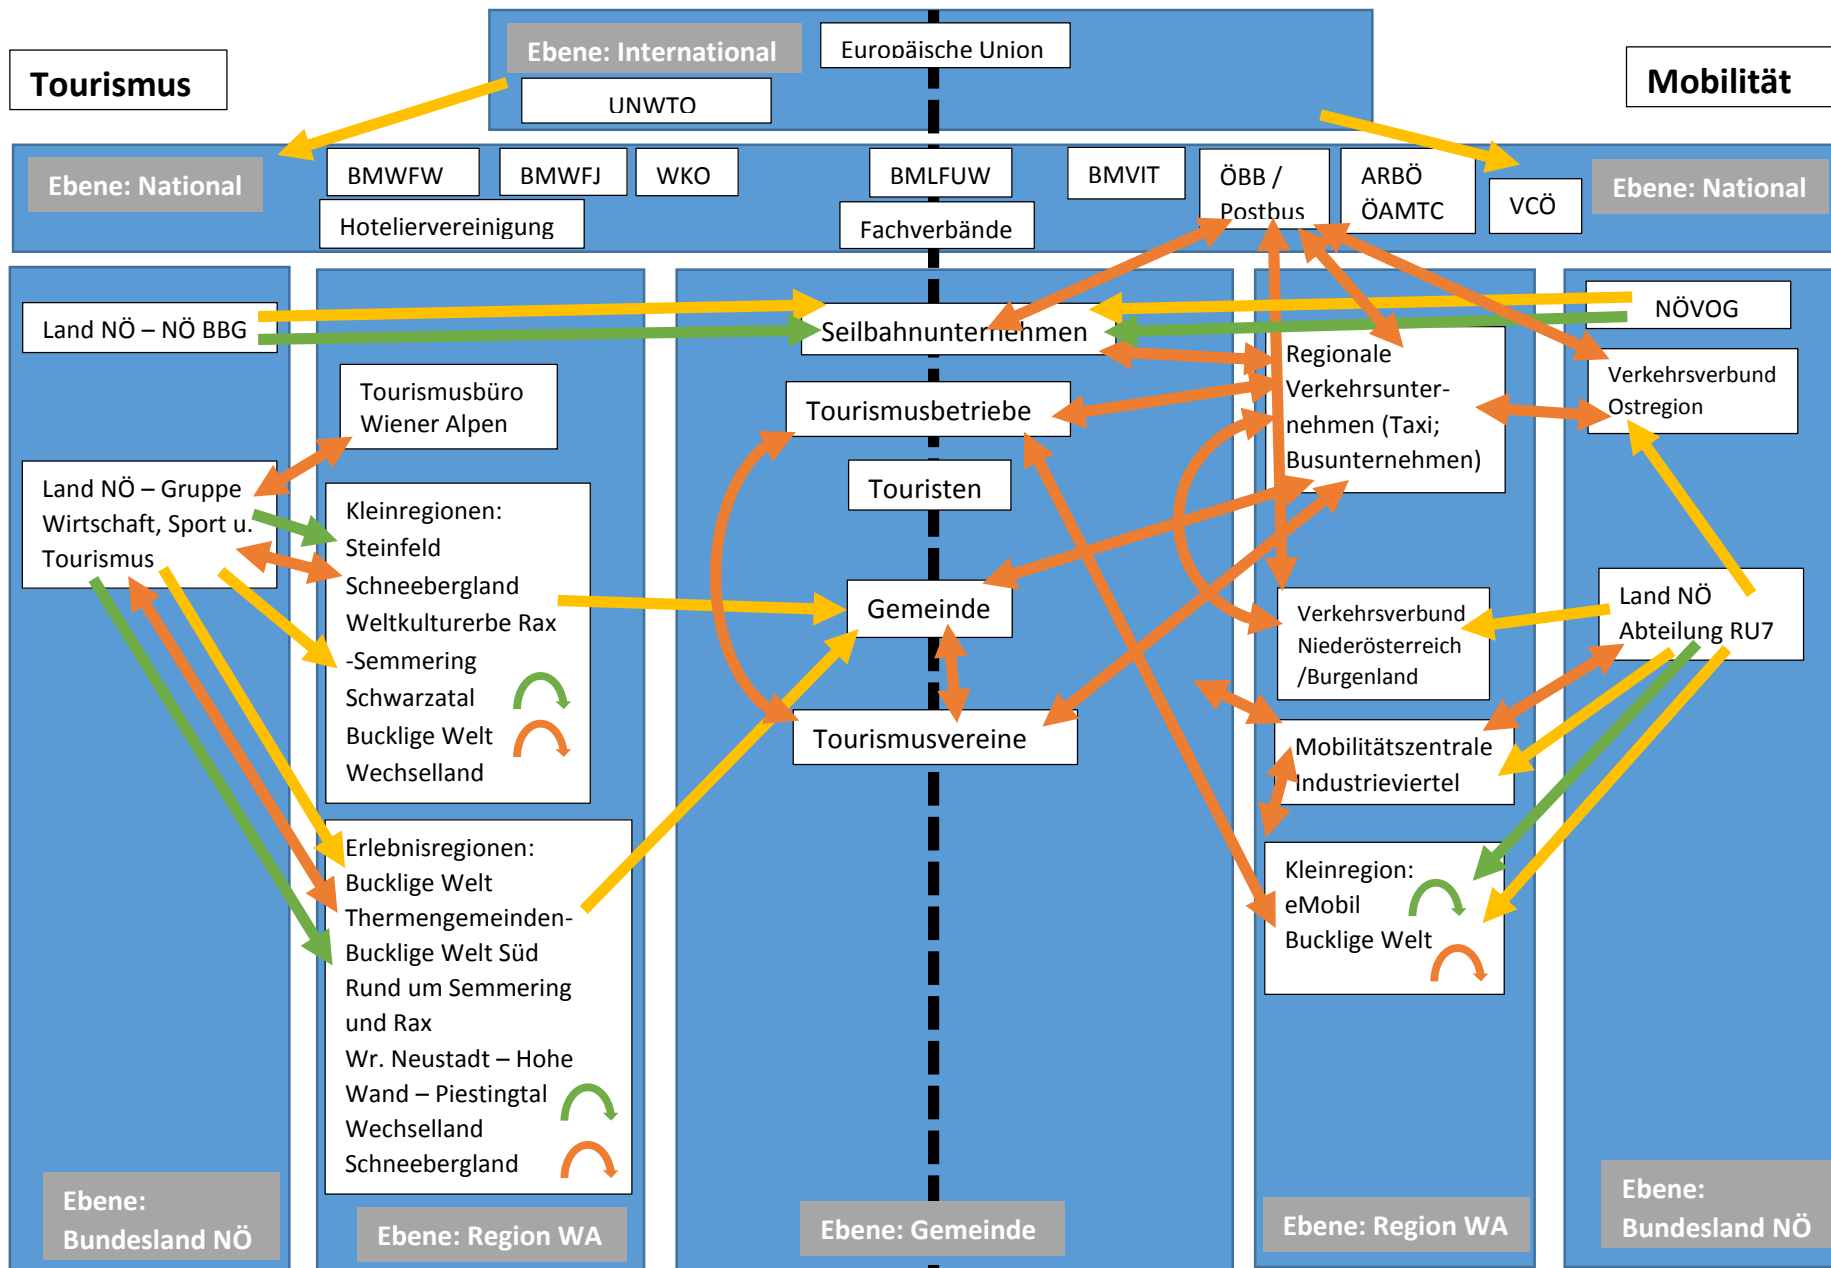 Tourismus
Ebene: International
Europäische Union
UNWTO
Mobilität
Ebene: National
BMWFW
BMWFJ
WKO
Hoteliervereinigung
BMLFUW
Fachverbände
BMVIT
ÖBB /
Postbus
ARBÖ
ÖAMTC
VCÖ
Ebene: National
Land NÖ – NÖ BBG
Land NÖ – Gruppe
Wirtschaft, Sport u.
Tourismus
Ebene:
Bundesland NÖ
Tourismusbüro
Wiener Alpen
Kleinregionen:
Steinfeld
Schneebergland
Weltkulturerbe Rax
-Semmering
Schwarzatal
Bucklige Welt
Wechselland
Erlebnisregionen:
Bucklige Welt
Thermengemeinden-
Bucklige Welt Süd
Rund um Semmering
und Rax
Wr. Neustadt – Hohe
Wand – Piestingtal
Wechselland
Schneebergland
Ebene: Region WA
Seilbahnunternehmen
Tourismusbetriebe
Touristen
Gemeinde
Tourismusvereine
Ebene: Gemeinde
Regionale
Verkehrsunter-
nehmen (Taxi;
Busunternehmen)
Verkehrsverbund
Niederösterreich
/Burgenland
Mobilitätszentrale
Industrieviertel
Kleinregion:
eMobil
Bucklige Welt
Ebene: Region WA
NÖVOG
Verkehrsverbund
Ostregion
Land NÖ
Abteilung RU7
Ebene:
Bundesland NÖ